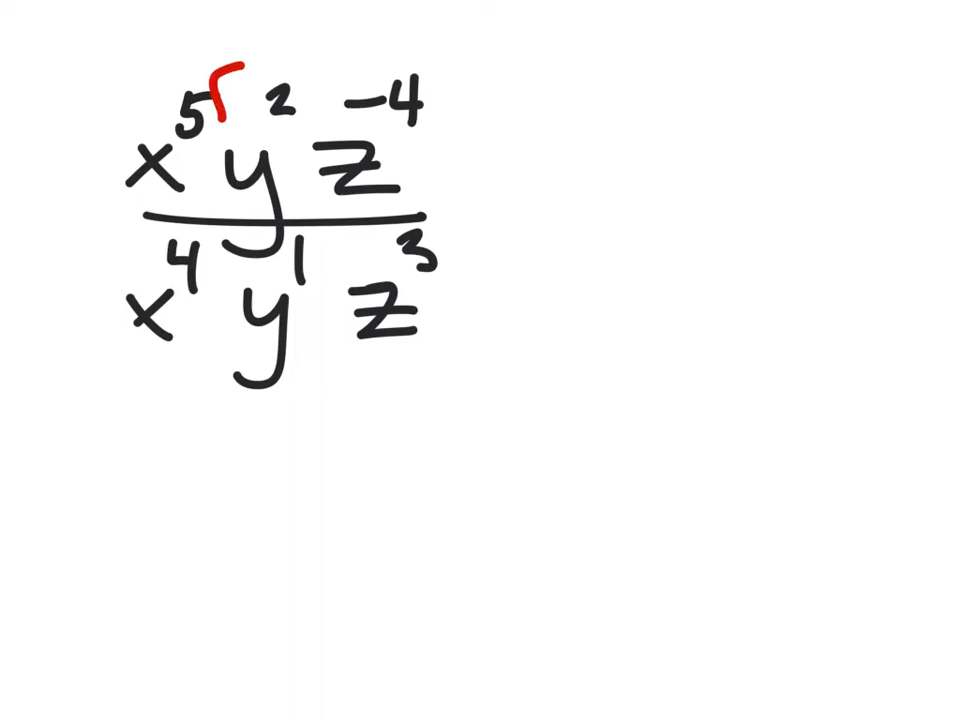 x⁵ y² z⁻⁴
x⁴ y¹ z³